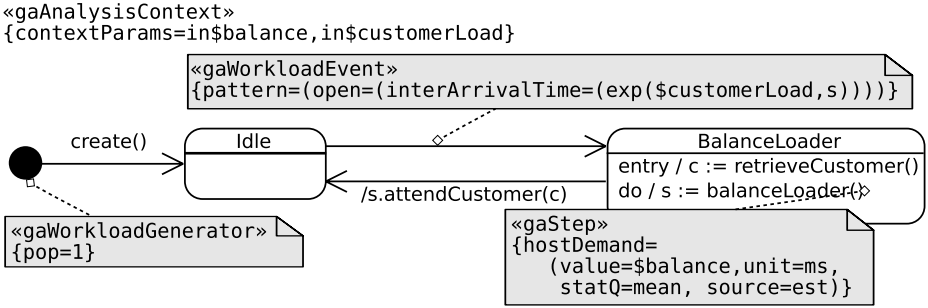 «gaAnalysisContext»
{contextParams=in$balance,in$customerLoad}
«gaWorkloadEvent»
{pattern=(open=(interArrivalTime=(exp($customerLoad,s))))}
create()
Idle
BalanceLoader
entry / c := retrieveCustomer()
do / s := balanceLoader()
/s.attendCustomer(c)
«gaWorkloadGenerator»
{pop=1}
«gaStep»
{hostDemand=
(value=$balance,unit=ms,
statQ=mean, source=est)}